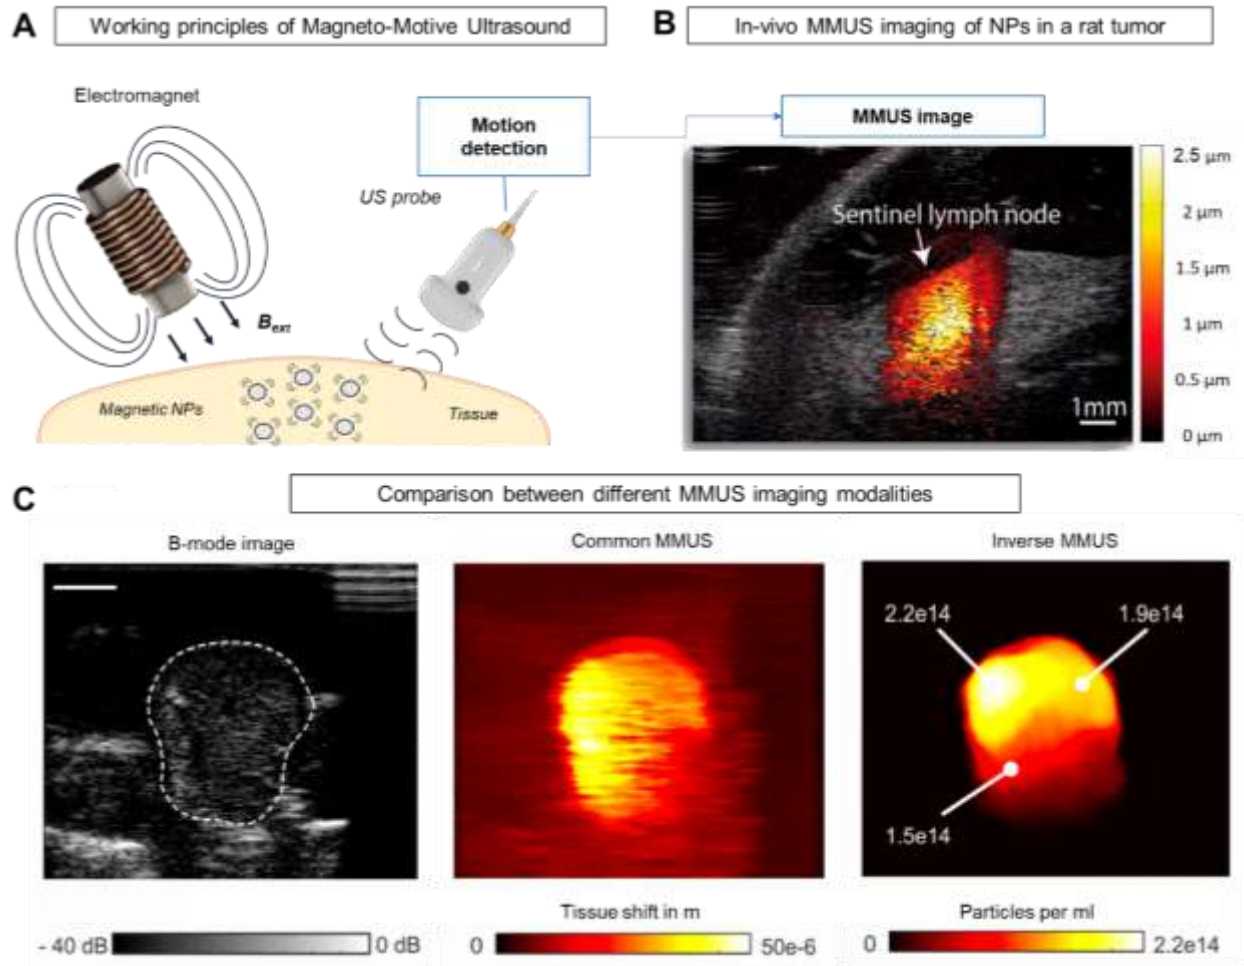 A
Working principles of Magneto-Motive Ultrasound
Electromagnet
Motion
detection
US probe
Bext
Magnetic NPs
Tissue
B
In-vivo MMUS imaging of NPs in a rat tumor
MMUS image
Sentinel lymph node
1mm
2.5 µm
2 µm
1.5 µm
1 µm
0.5 µm
0 µm
C
Comparison between different MMUS imaging modalities
B-mode image
- 40 dB
0 dB
Common MMUS
Tissue shift in m
0
50e-6
Inverse MMUS
2.2e14
1.9e14
1.5e14
Particles per ml
0
2.2e14